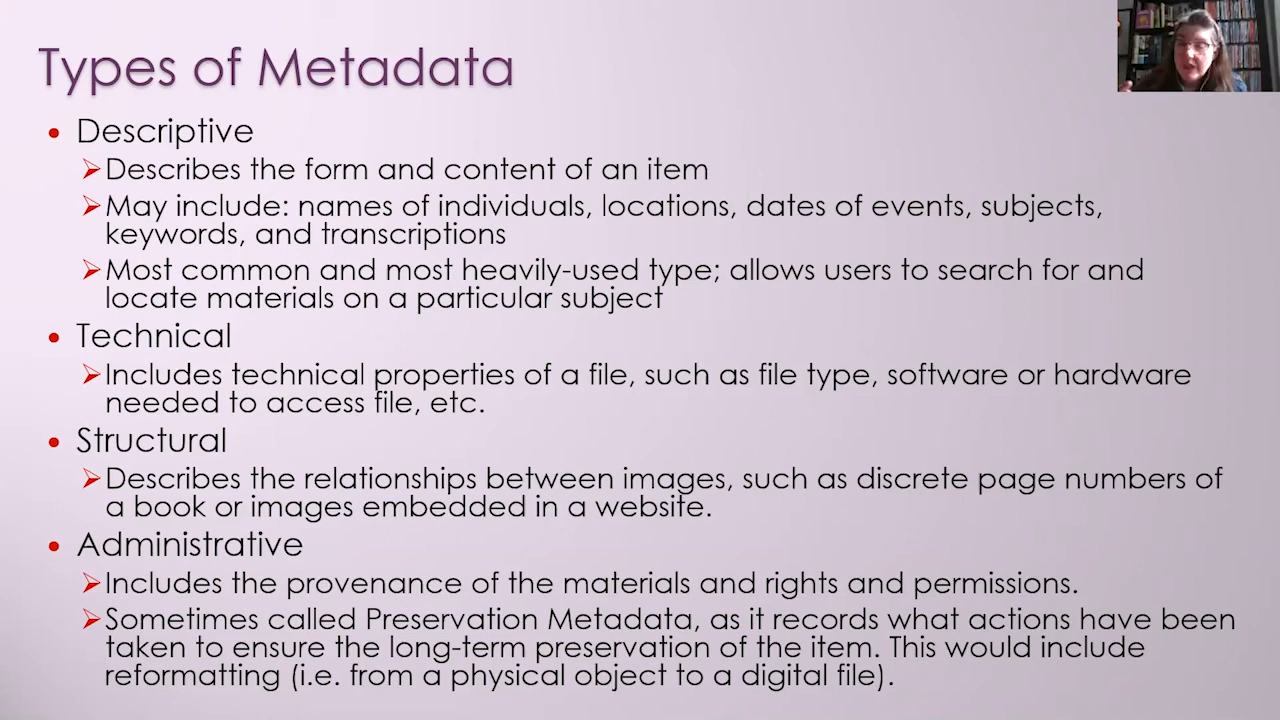 Types of Metadata
• Descriptive
➢Describes the form and content of an item
➢May include: names of individuals, locations, dates of events, subjects,
keywords, and transcriptions
➢Most common and most heavily-used type; allows users to search for and
locate materials on a particular subject
• Technical
➢Includes technical properties of a file, such as file type, software or hardware
needed to access file, etc.
• Structural
➢Describes the relationships between images, such as discrete page numbers of
a book or images embedded in a website.
• Administrative
➢Includes the provenance of the materials and rights and permissions.
➢Sometimes called Preservation Metadata, as it records what actions have been
taken to ensure the long-term preservation of the item. This would include
reformatting (i.e. from a physical object to a digital file).